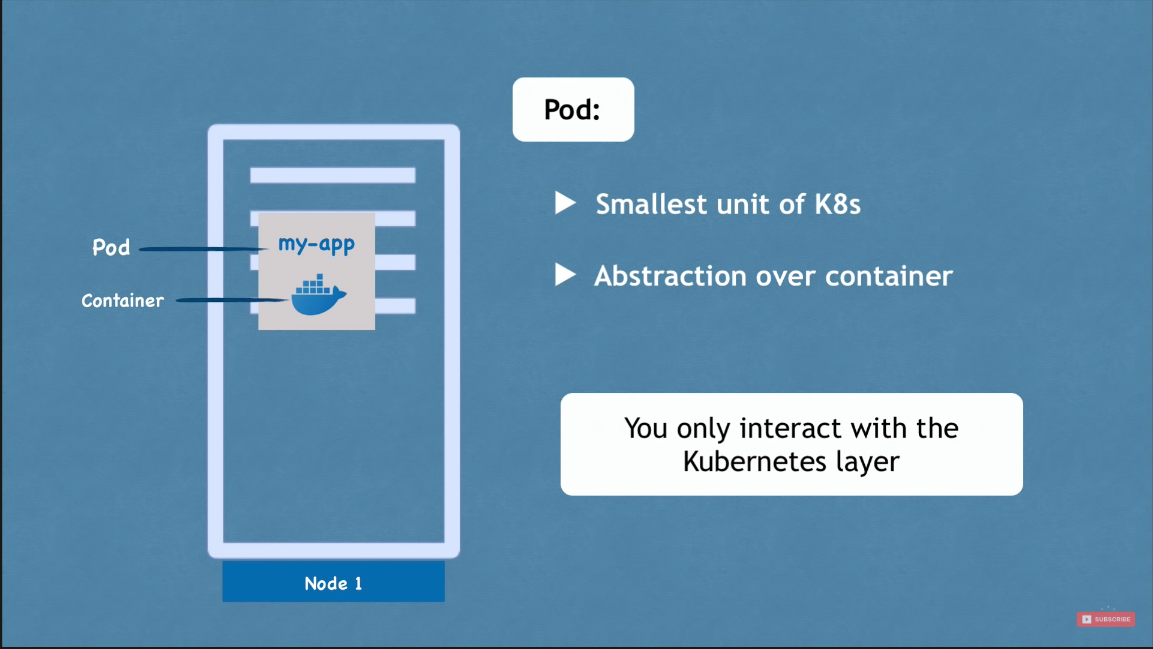 Pod:
Smallest unit of K8s
Abstraction over container
You only interact with the
Kubernetes layer
Pod
my-app
Container
Node 1
SUBSCRIBE